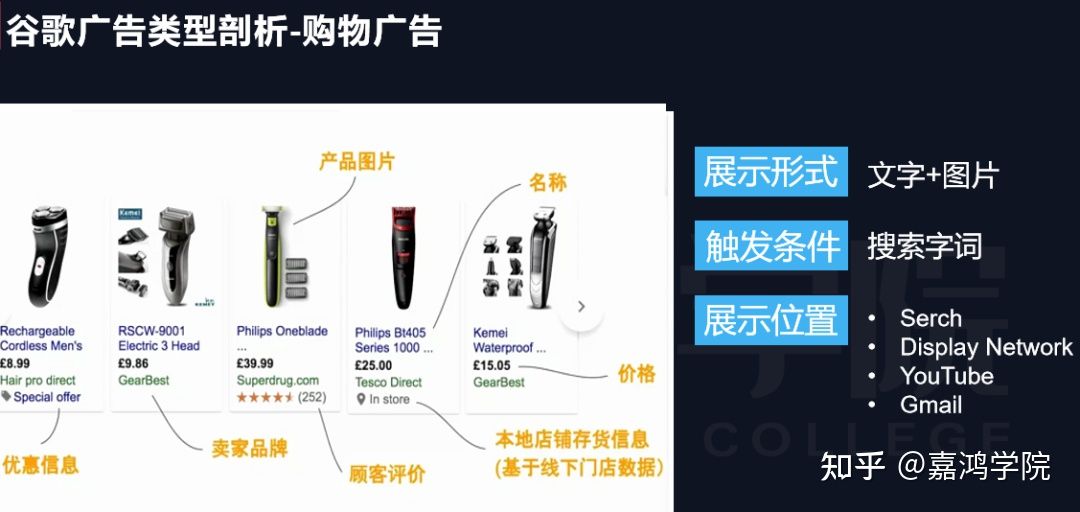 谷歌广告类型剖析-购物广告
产品图片
名称
Kemei
KEMEY
Rechargeable
Cordless Men's
£8.99
Hair pro direct
Special offer
RSCW-9001
Electric 3 Head
£9.86
GearBest
Philips Oneblade
...
£39.99
Superdrug.com
(252)
Philips Bt405
Series 1000 ...
£25.00
Tesco Direct
In store
Kemei
Waterproof ...
£15.05
GearBest
价格
优惠信息
卖家品牌
顾客评价
本地店铺存货信息
(基于线下门店数据)
展示形式 文字+图片
触发条件 搜索字词
展示位置
• Serch
• Display Network
• YouTube
• Gmail
学院
COLLEGE
知乎 @嘉鸿学院